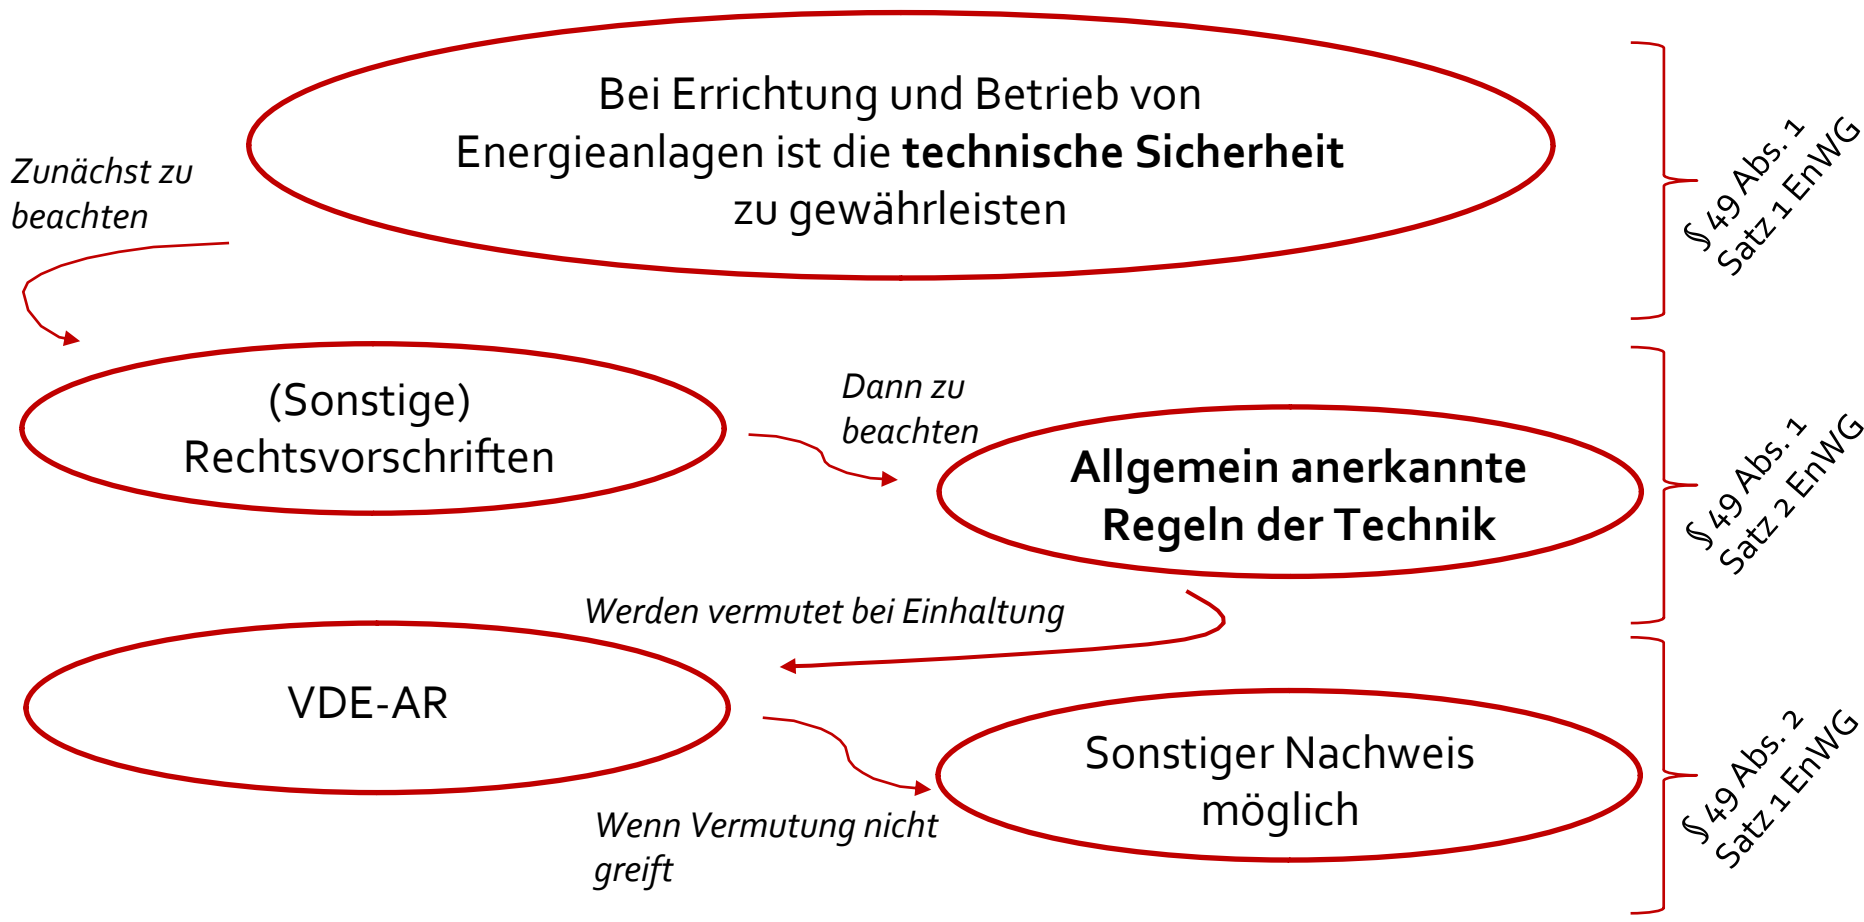 Bei Errichtung und Betrieb von
Energieanlagen ist die technische Sicherheit
zu gewährleisten
§ 49 Abs. 1
Satz 1 EnWG
Zunächst zu
beachten
(Sonstige)
Rechtsvorschriften
Dann zu
beachten
Allgemein anerkannte
Regeln der Technik
§ 49 Abs. 1
Satz 2 EnWG
Werden vermutet bei Einhaltung
VDE-AR
Wenn Vermutung nicht
greift
Sonstiger Nachweis
möglich
§ 49 Abs. 2
Satz 1 EnWG